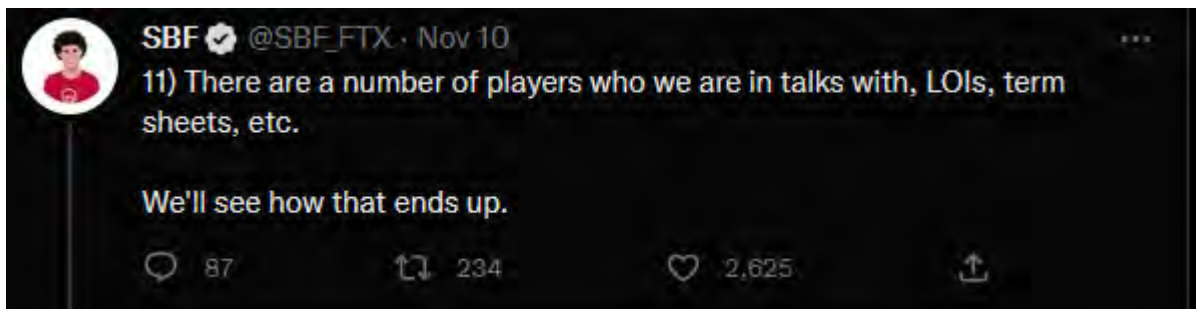 SBF @SBF_FTX · Nov 10
11) There are a number of players who we are in talks with, LOIs, term
sheets, etc.
We'll see how that ends up.
87 234 2,625